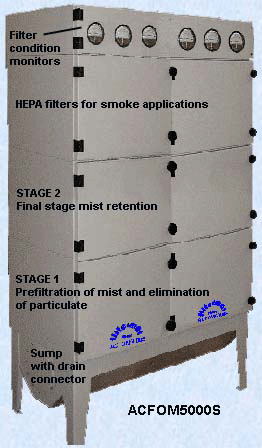 Filter
condition
monitors
HEPA filters for smoke applications
STAGE 2
Final stage mist retention
STAGE 1
Prefiltration of mist and elimination
of particulate
Sump
with drain
connector
ACFOM5000S